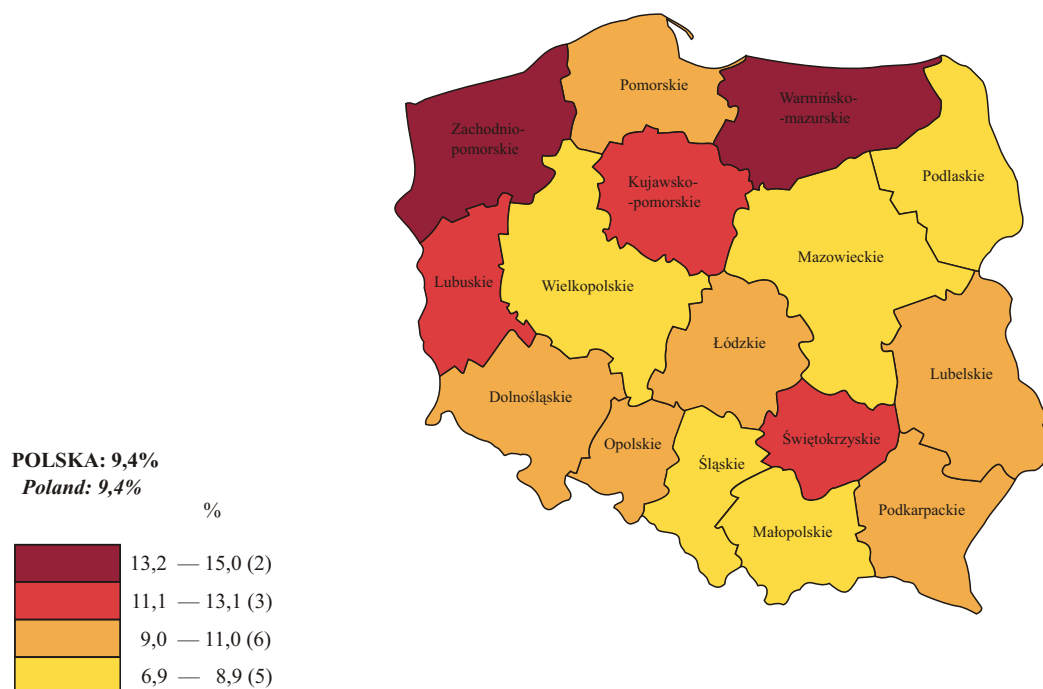 Pomorskie
Warmińsko-
-mazurskie
Zachodnio-
pomorskie
Podlaskie
Kujawsko-
-pomorskie
Mazowieckie
Lubuskie
Wielkopolskie
Łódzkie
Lubelskie
Dolnośląskie
Świętokrzyskie
Opolskie
Śląskie
Podkarpackie
Małopolskie
POLSKA: 9,4%
Poland: 9,4%
%
13,2 — 15,0 (2)
11,1 — 13,1 (3)
9,0 — 11,0 (6)
6,9 — 8,9 (5)